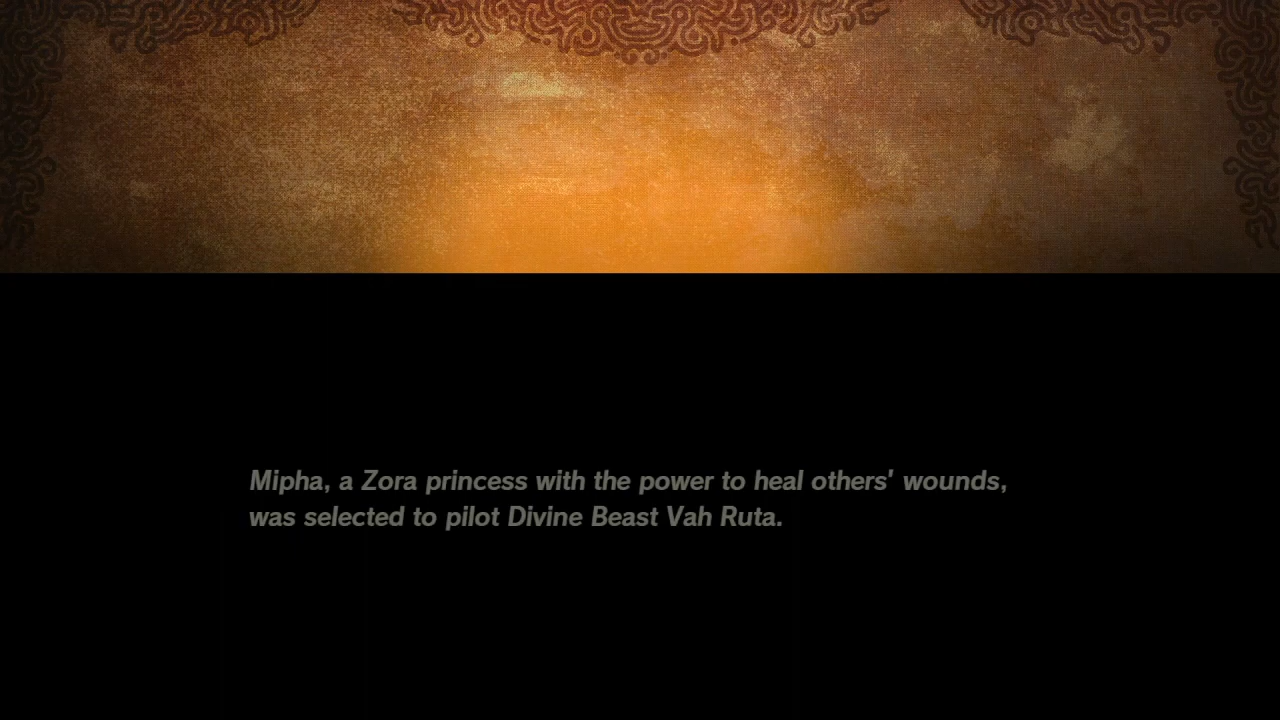 Mipha, a Zora princess with the power to heal others' wounds,
was selected to pilot Divine Beast Vah Ruta.